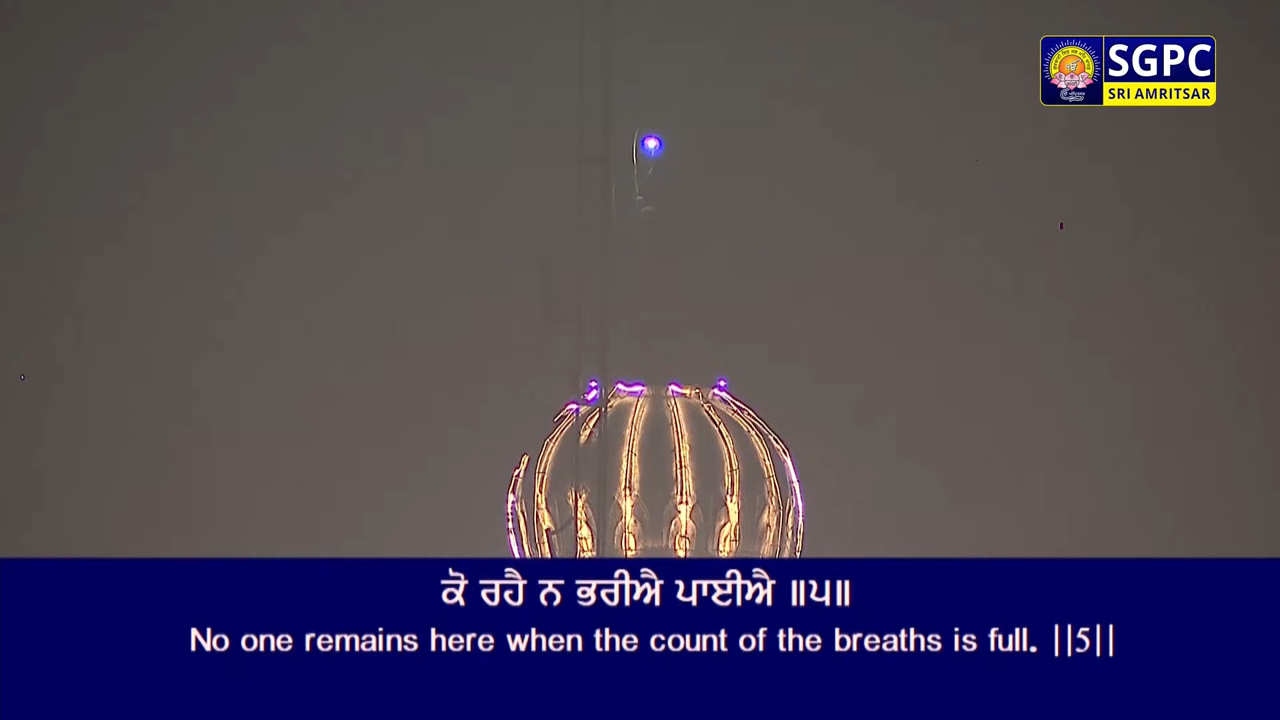 SGPC
SRI AMRITSAR
ਕੋ ਰਹੈ ਨ ਭਰੀਐ ਪਾਈਐ ॥੫॥
No one remains here when the count of the breaths is full. ||5||